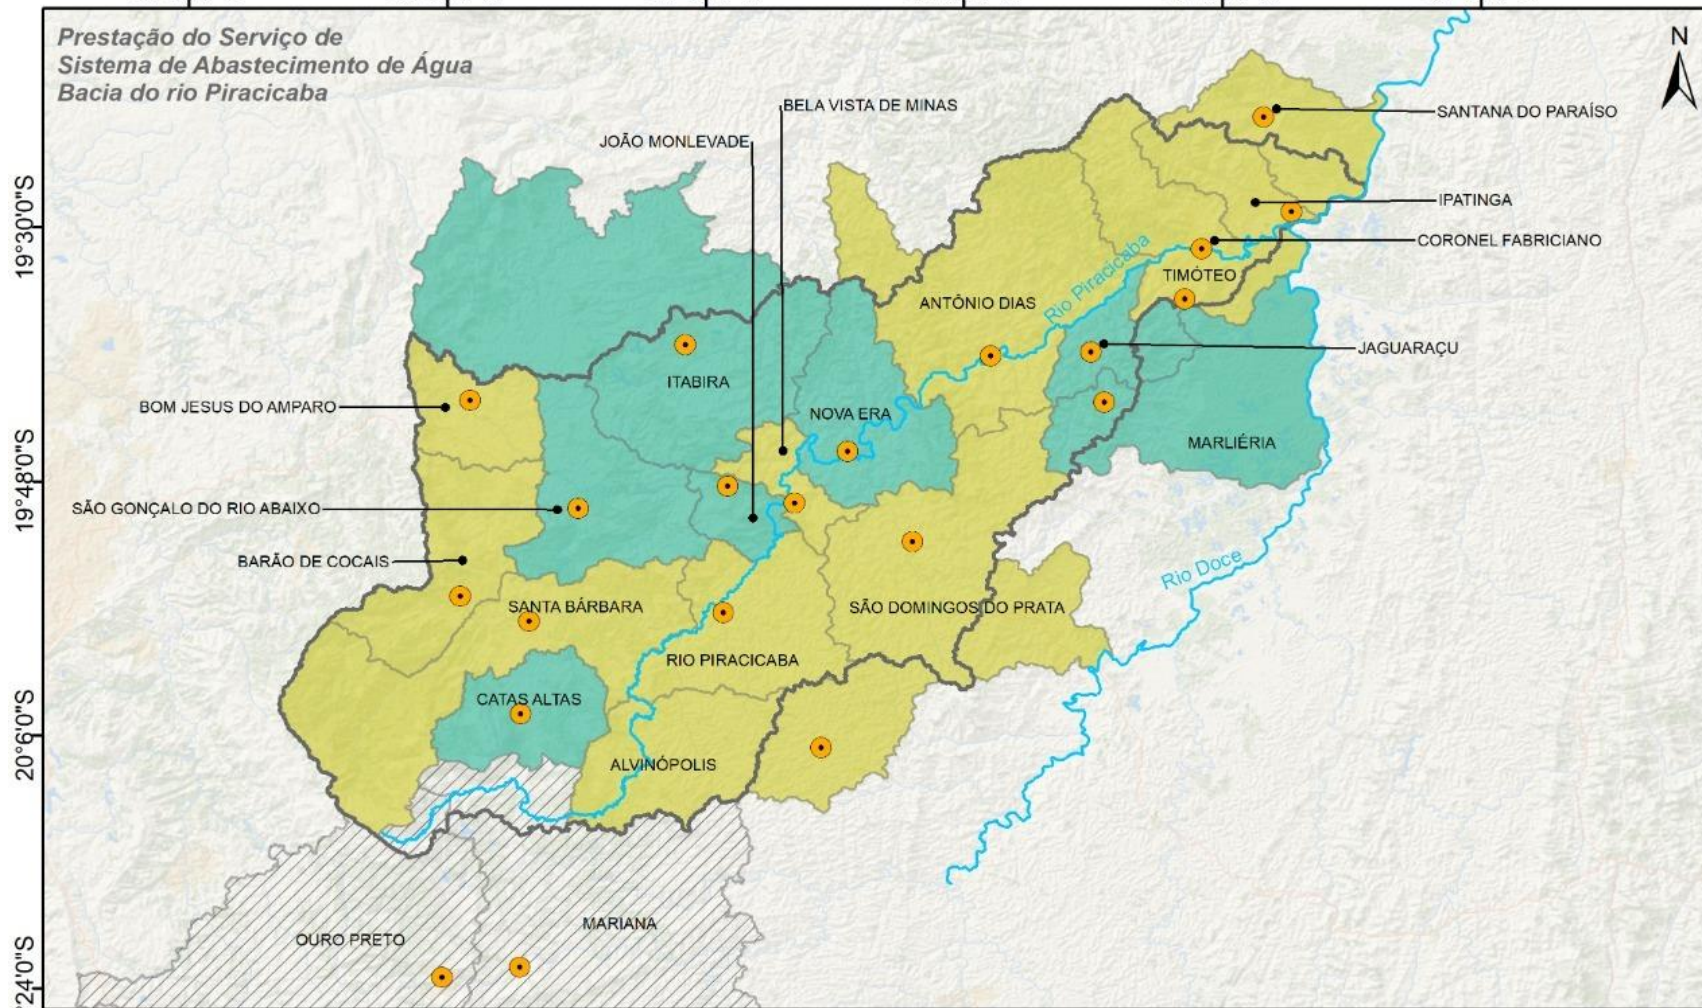 Prestação do Serviço de
Sistema de Abastecimento de Água
Bacia do rio Piracicaba
N
BELA VISTA DE MINAS
SANTANA DO PARAÍSO
JOÃO MONLEVADE
19°30'0"S
IPATINGA
CORONEL FABRICIANO
Rio Piracicaba
TIMÓTEO
ANTÔNIO DIAS
JAGUARAÇU
ITABIRA
BOM JESUS DO AMPARO
NOVA ERA
MARLIÉRIA
19°48'0"S
SÃO GONÇALO DO RIO ABAIXO
BARÃO DE COCAIS
Rio Doce
SANTA BÁRBARA
SÃO DOMINGOS DO PRATA
RIO PIRACICABA
CATAS ALTAS
20°6'0"S
ALVINÓPOLIS
MARIANA
OURO PRETO
24'0"S